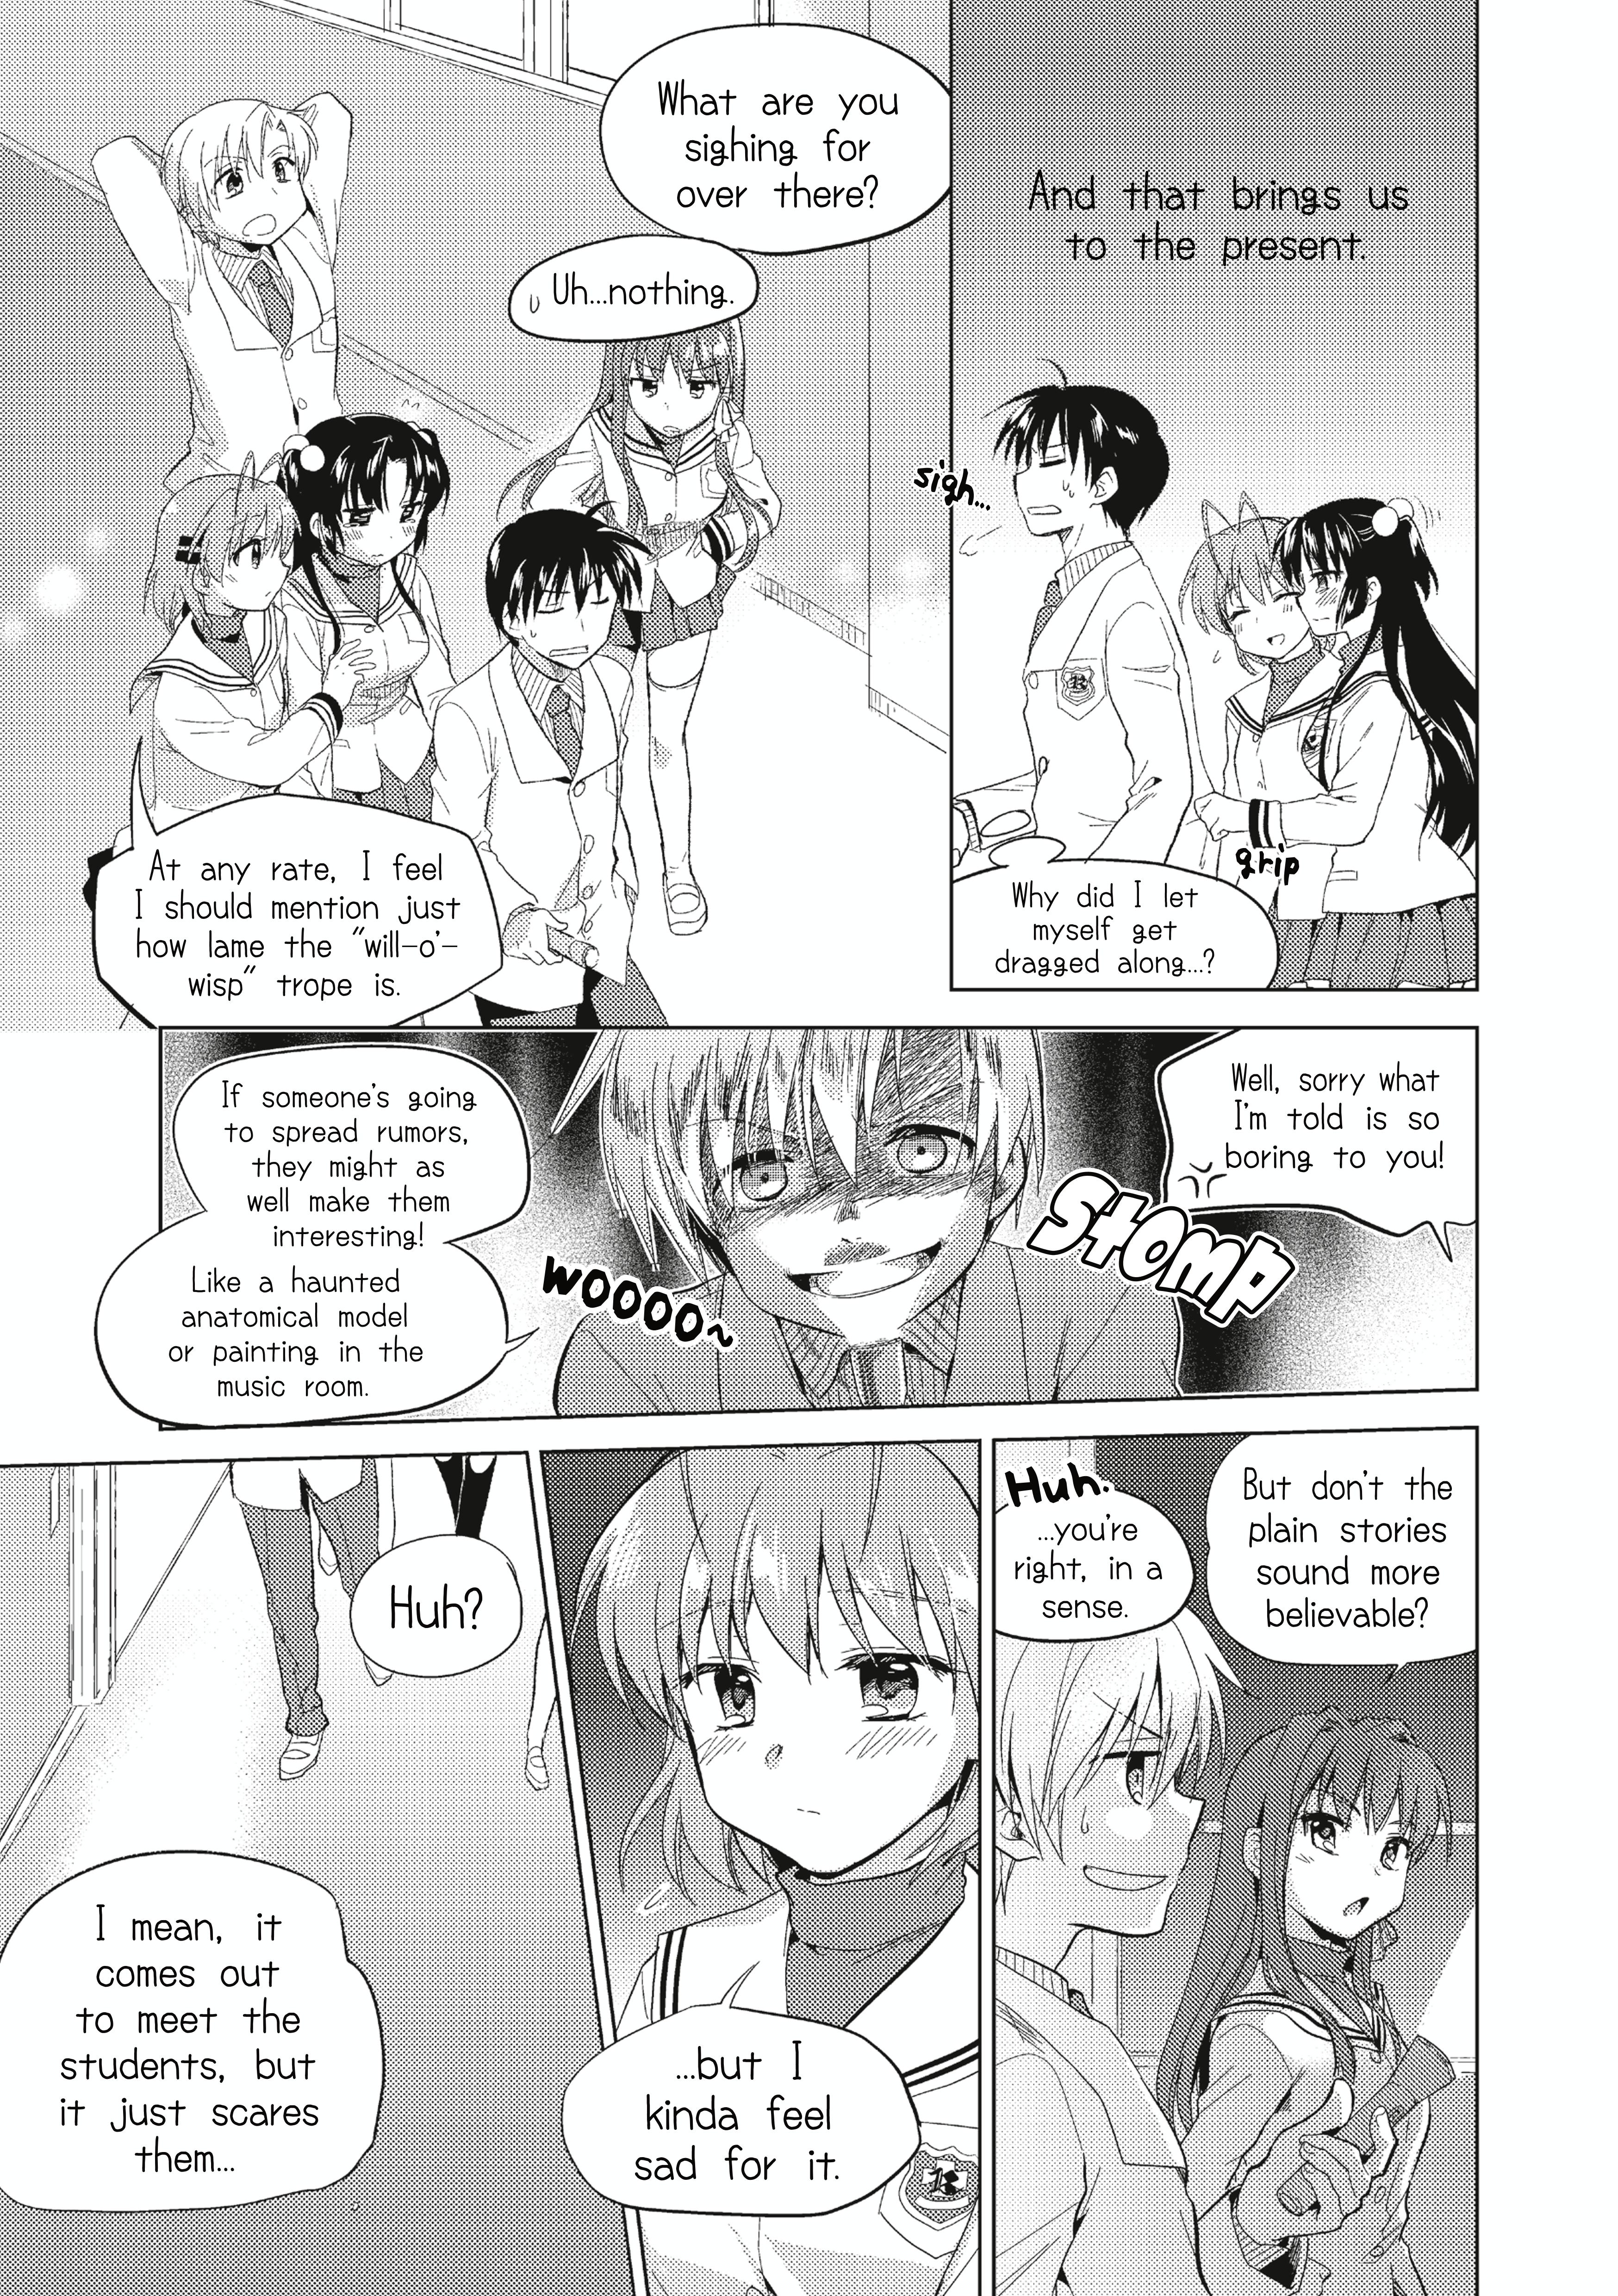 And that brings us
to the present.
sigh...
grip
Why did I let
myself get
dragged along...?
What are you
sighing for
over there?
Uh...nothing.
At any rate, I feel
I should mention just
how lame the "will-o'-
wisp" trope is.
Well, sorry what
I'm told is so
boring to you!
STOMP
If someone's going
to spread rumors,
they might as
well make them
interesting!
Like a haunted
anatomical model
or painting in the
music room.
WOOOO~
But don't the
plain stories
sound more
believable?
Huh.
...you're
right, in a
sense.
...but I
kinda feel
sad for it.
Huh?
I mean, it
comes out
to meet the
students, but
it just scares
them...